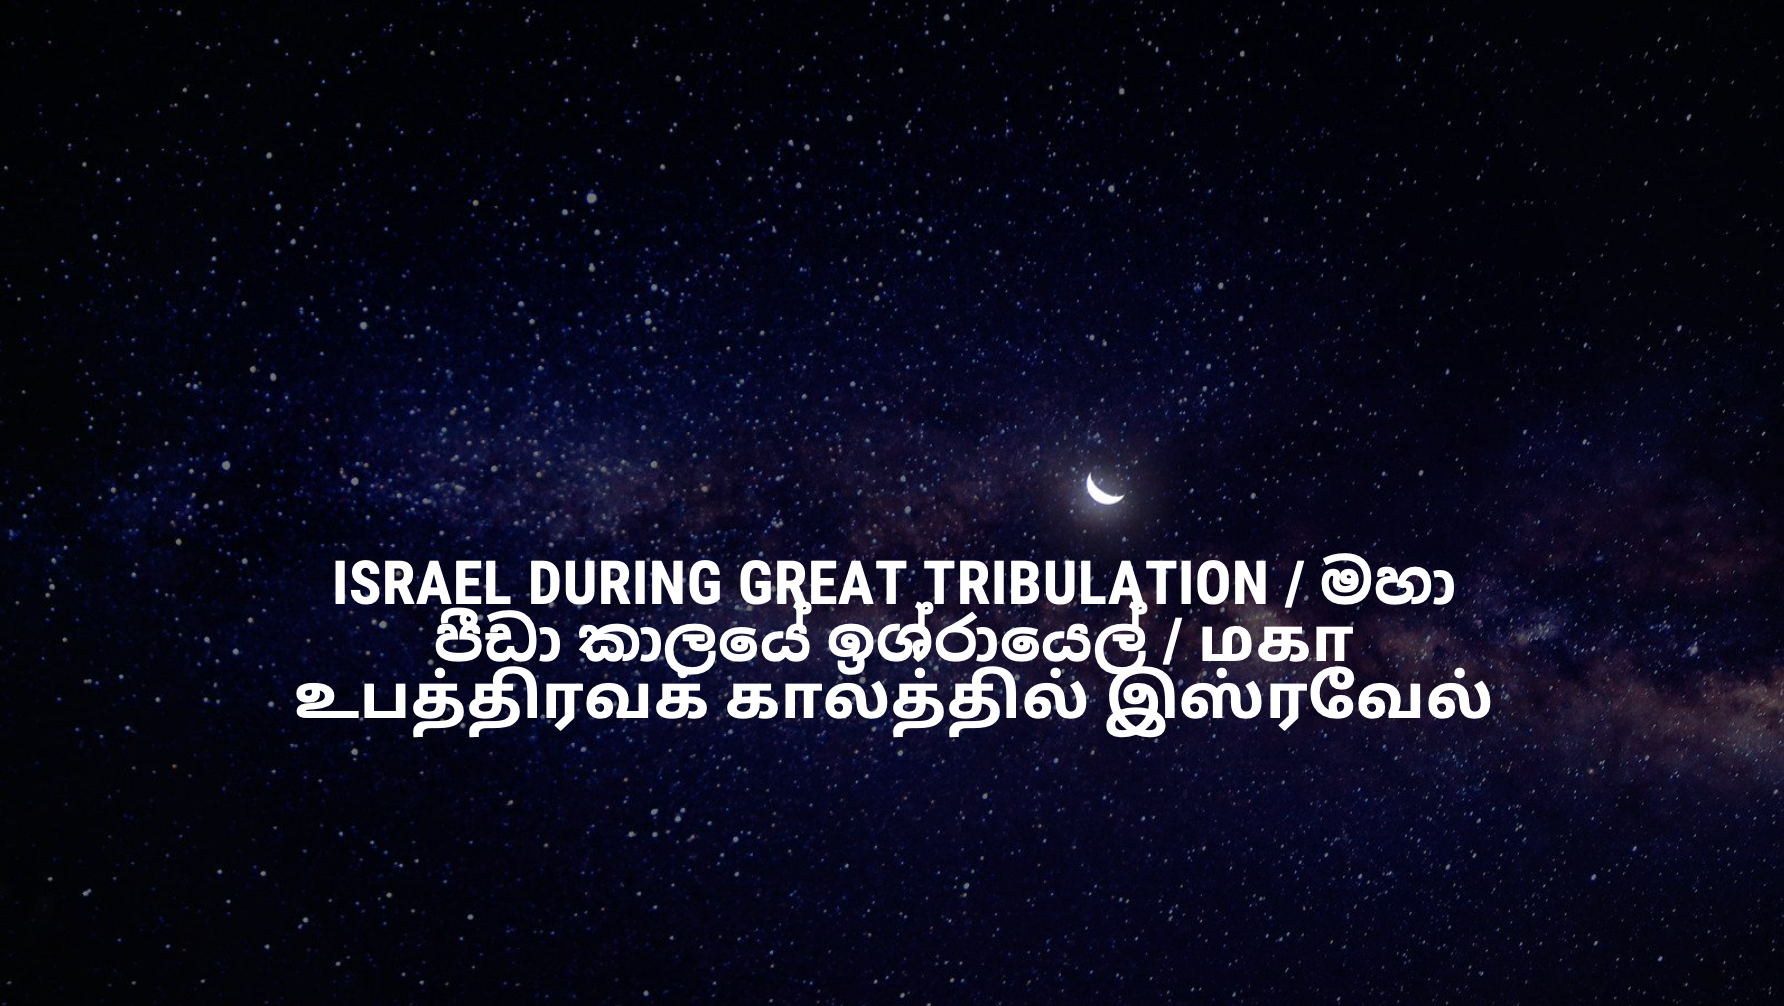 ISRAEL DURING GREAT TRIBULATION / මහා
පීඩා කාලයේ ඉශ්රායෙල් / மகா
உபத்திரவக் காலத்தில் இஸ்ரவேல்